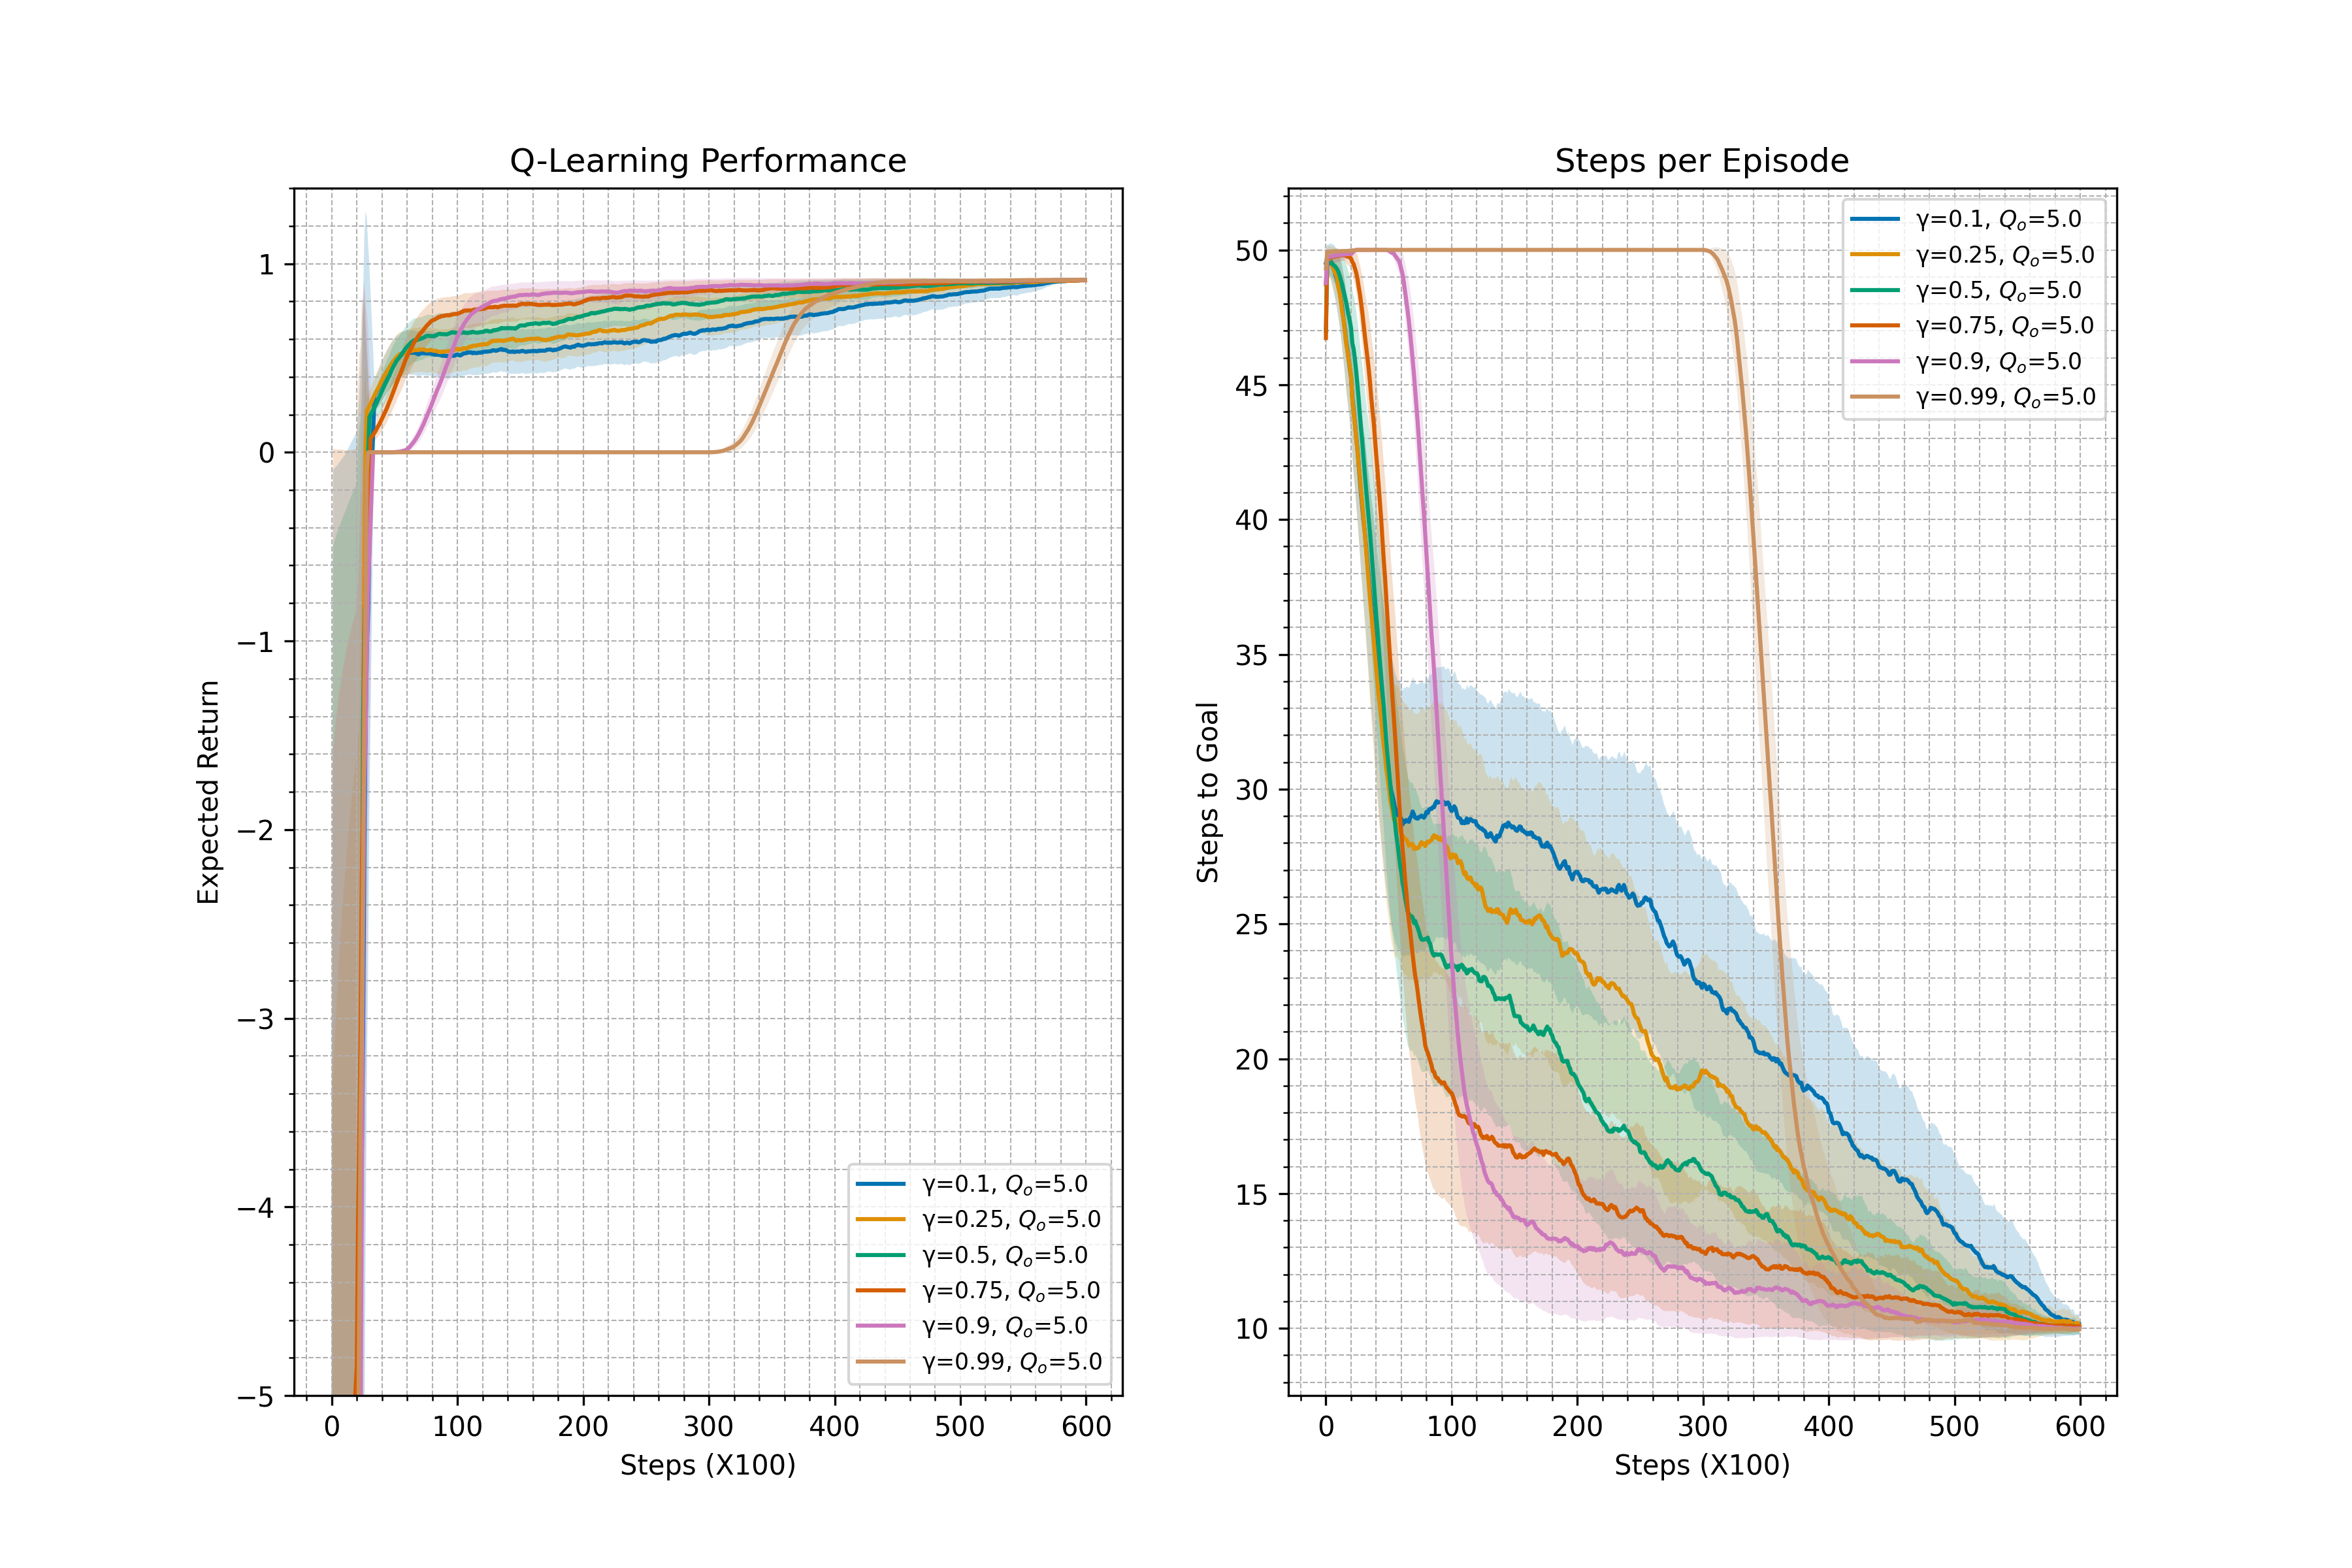 Q-Learning Performance
Expected Return
1
0
−1
−2
−3
−4
−5
0 100 200 300 400 500 600
Steps (X100)
γ=0.1, Qₒ=5.0
γ=0.25, Qₒ=5.0
γ=0.5, Qₒ=5.0
γ=0.75, Qₒ=5.0
γ=0.9, Qₒ=5.0
γ=0.99, Qₒ=5.0
Steps per Episode
Steps to Goal
50
45
40
35
30
25
20
15
10
0 100 200 300 400 500 600
Steps (X100)
γ=0.1, Qₒ=5.0
γ=0.25, Qₒ=5.0
γ=0.5, Qₒ=5.0
γ=0.75, Qₒ=5.0
γ=0.9, Qₒ=5.0
γ=0.99, Qₒ=5.0